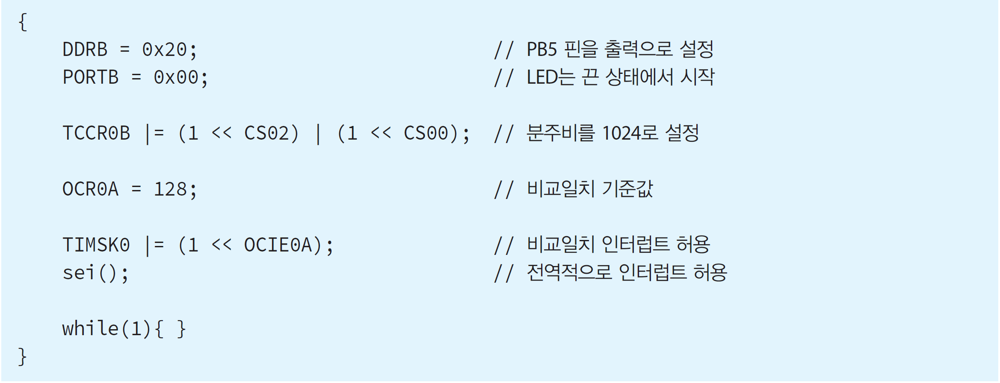 {
DDRB = 0x20; // PB5 핀을 출력으로 설정
PORTB = 0x00; // LED는 끈 상태에서 시작
TCCR0B |= (1 << CS02) | (1 << CS00); // 분주비를 1024로 설정
OCR0A = 128; // 비교일치 기준값
TIMSK0 |= (1 << OCIE0A); // 비교일치 인터럽트 허용
sei(); // 전역적으로 인터럽트 허용
while(1){ }
}